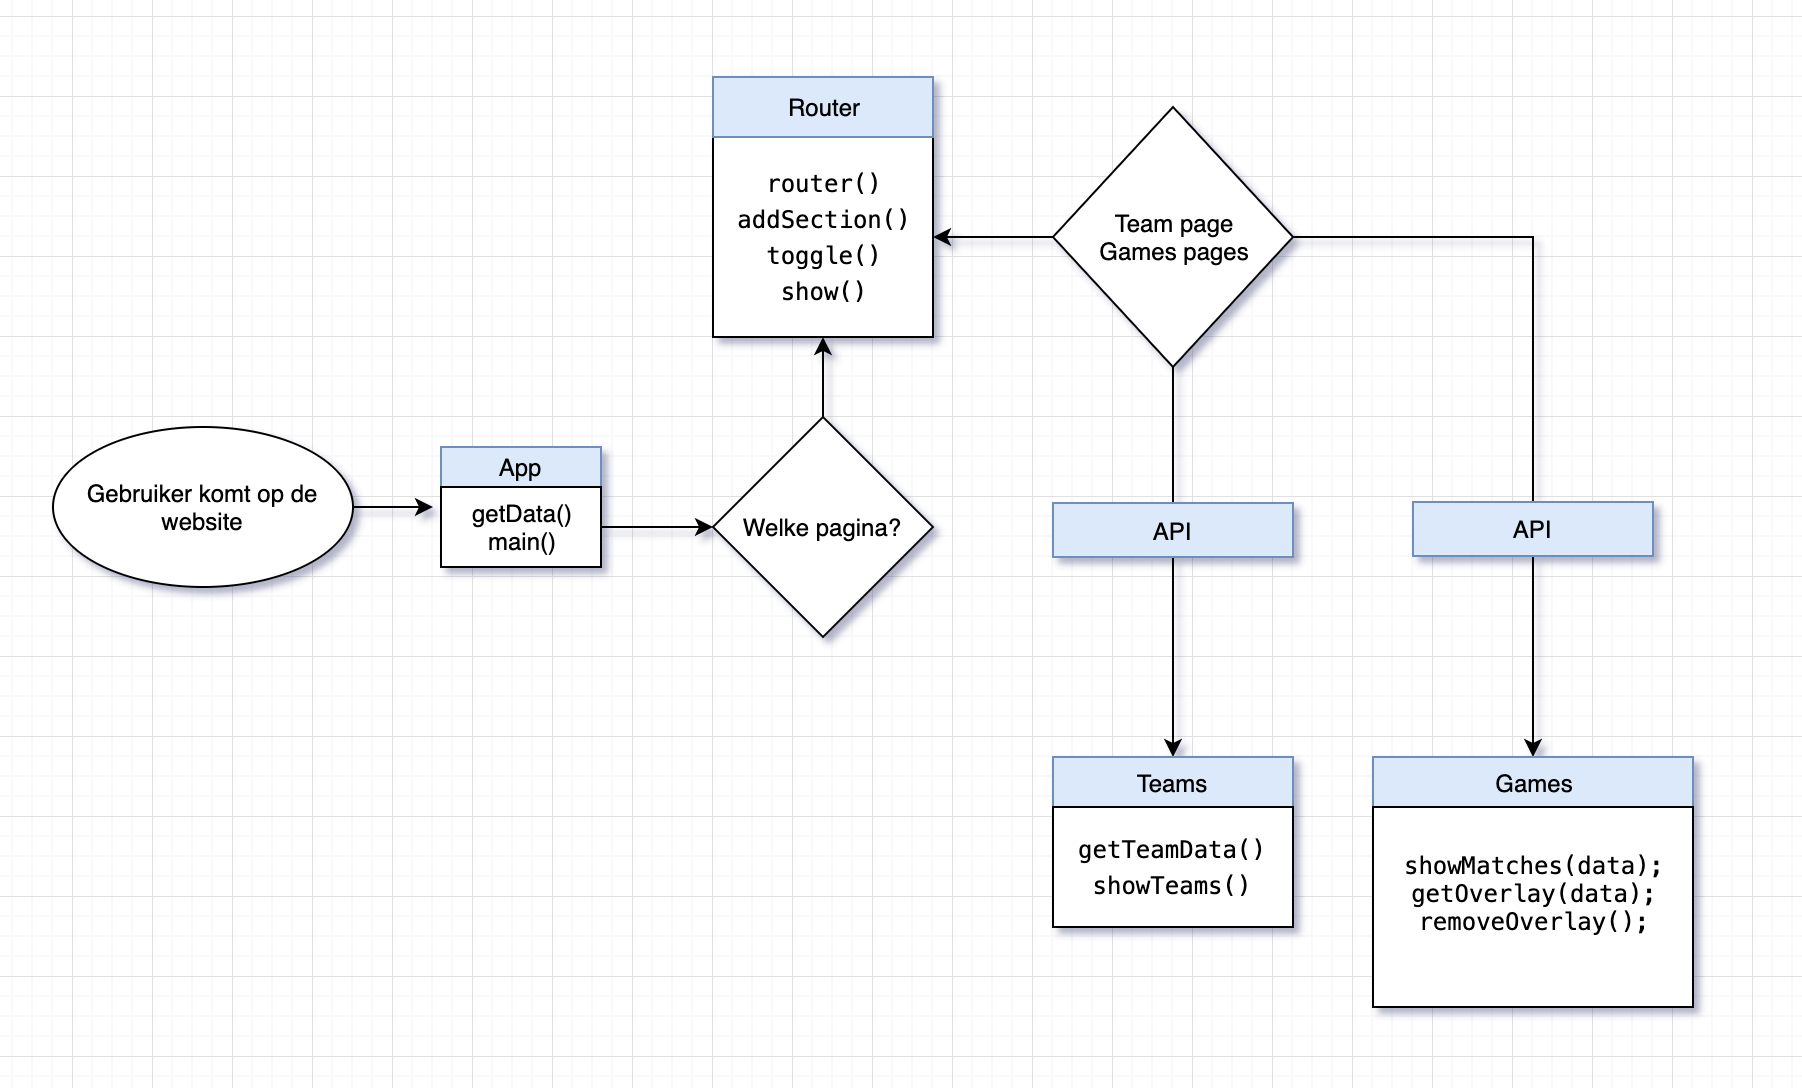 Router
router()
addSection()
toggle()
show()
Team page
Games pages
Gebruiker komt op de
website
App
getData()
main()
Welke pagina?
API
API
Teams
getTeamData()
showTeams()
Games
showMatches(data);
getOverlay(data);
removeOverlay();